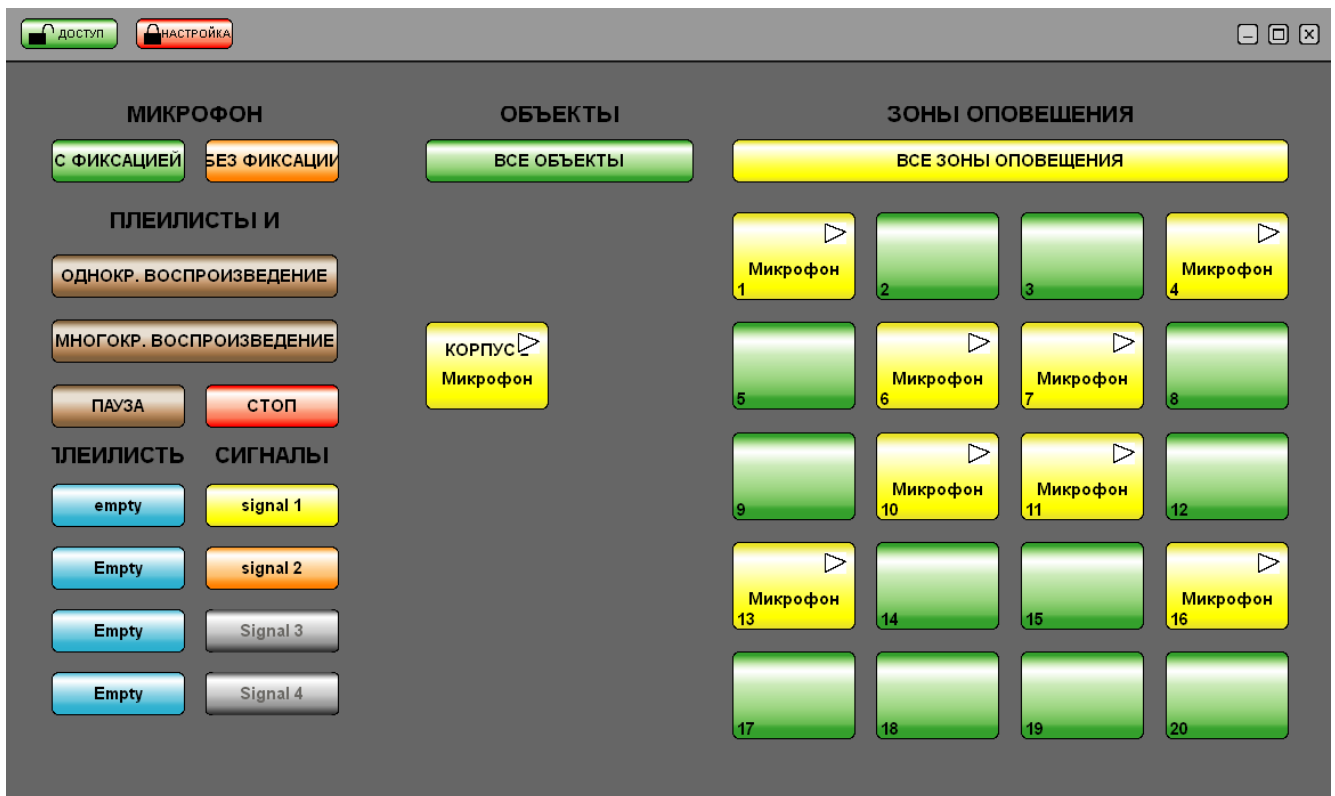 ДОСТУП
НАСТРОЙКА
МИКРОФОН
С ФИКСАЦИЕЙ
БЕЗ ФИКСАЦИИ
ПЛЕИЛИСТЫ И
ОДНОКР. ВОСПРОИЗВЕДЕНИЕ
МНОГОКР. ВОСПРОИЗВЕДЕНИЕ
ПАУЗА
СТОП
ПЛЕИЛИСТЬ
СИГНАЛЫ
empty
signal 1
Empty
signal 2
Empty
Signal 3
Empty
Signal 4
ОБЪЕКТЫ
ВСЕ ОБЪЕКТЫ
КОРПУС
Микрофон
ЗОНЫ ОПОВЕЩЕНИЯ
ВСЕ ЗОНЫ ОПОВЕЩЕНИЯ
Микрофон
1
2
3
Микрофон
4
5
Микрофон
6
Микрофон
7
8
9
Микрофон
10
Микрофон
11
12
Микрофон
13
14
15
Микрофон
16
17
18
19
20